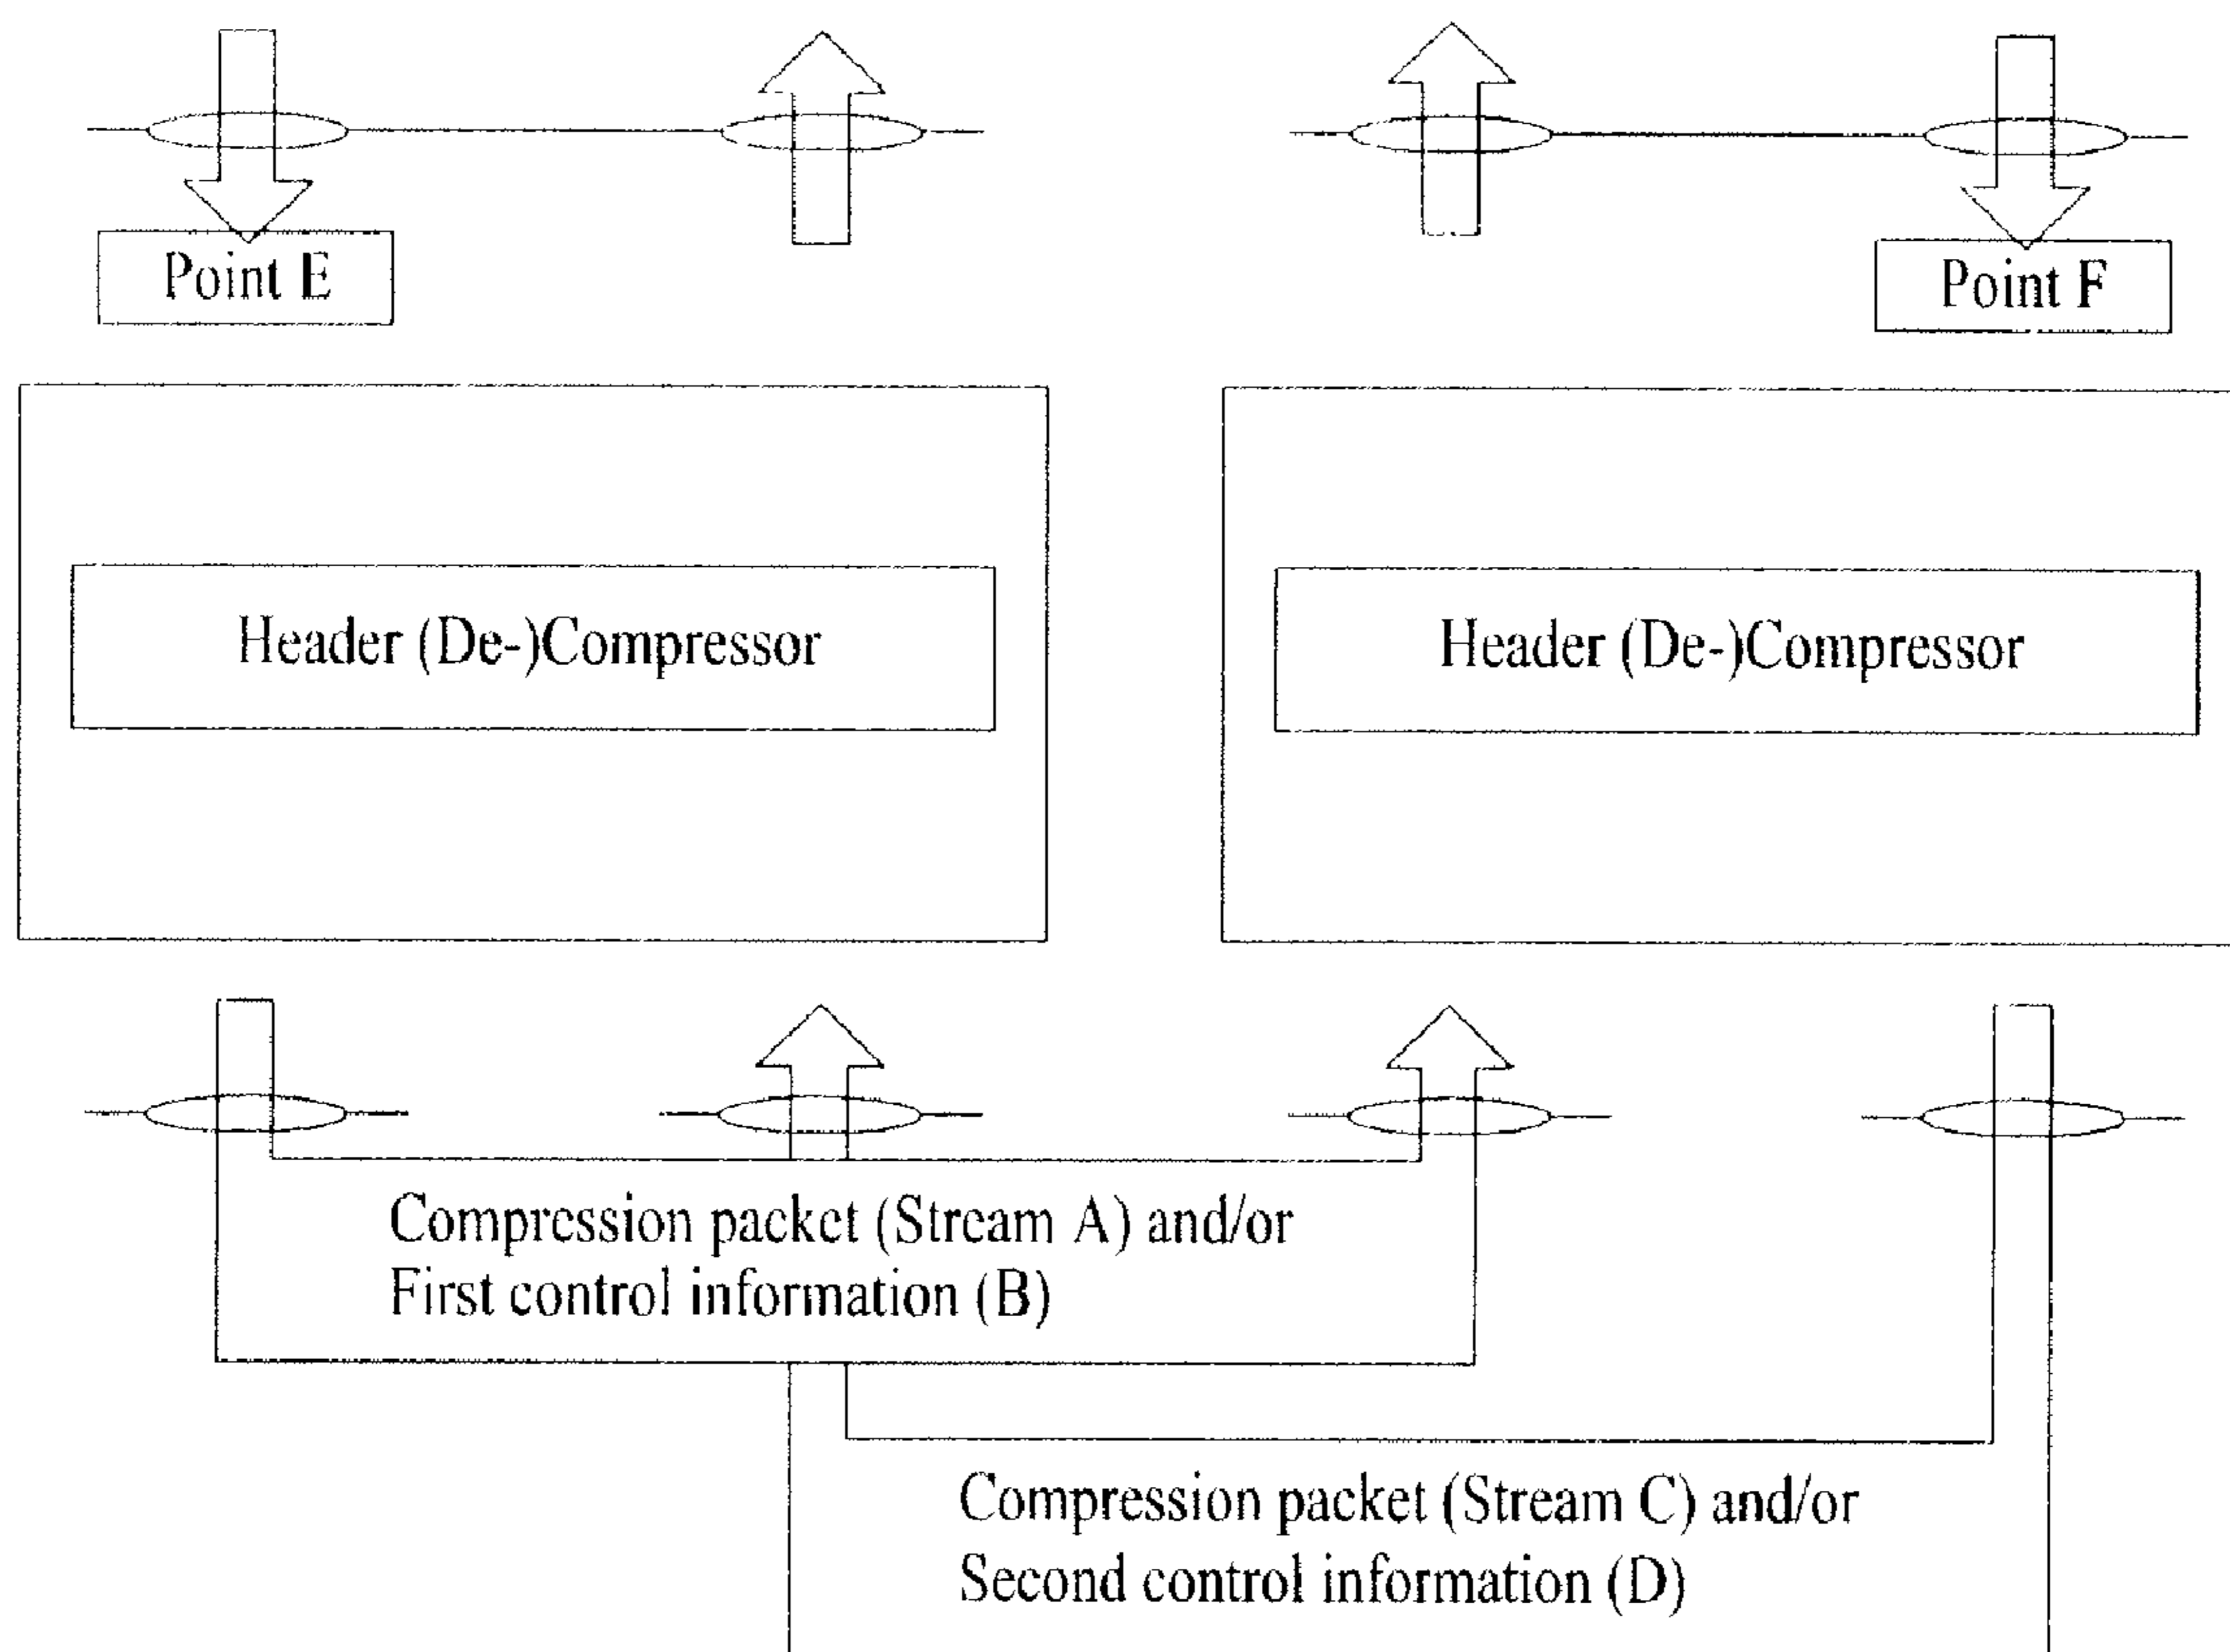 Point E
Point F
Header (De-)Compressor
Header (De-)Compressor
Compression packet (Stream A) and/or
First control information (B)
Compression packet (Stream C) and/or
Second control information (D)